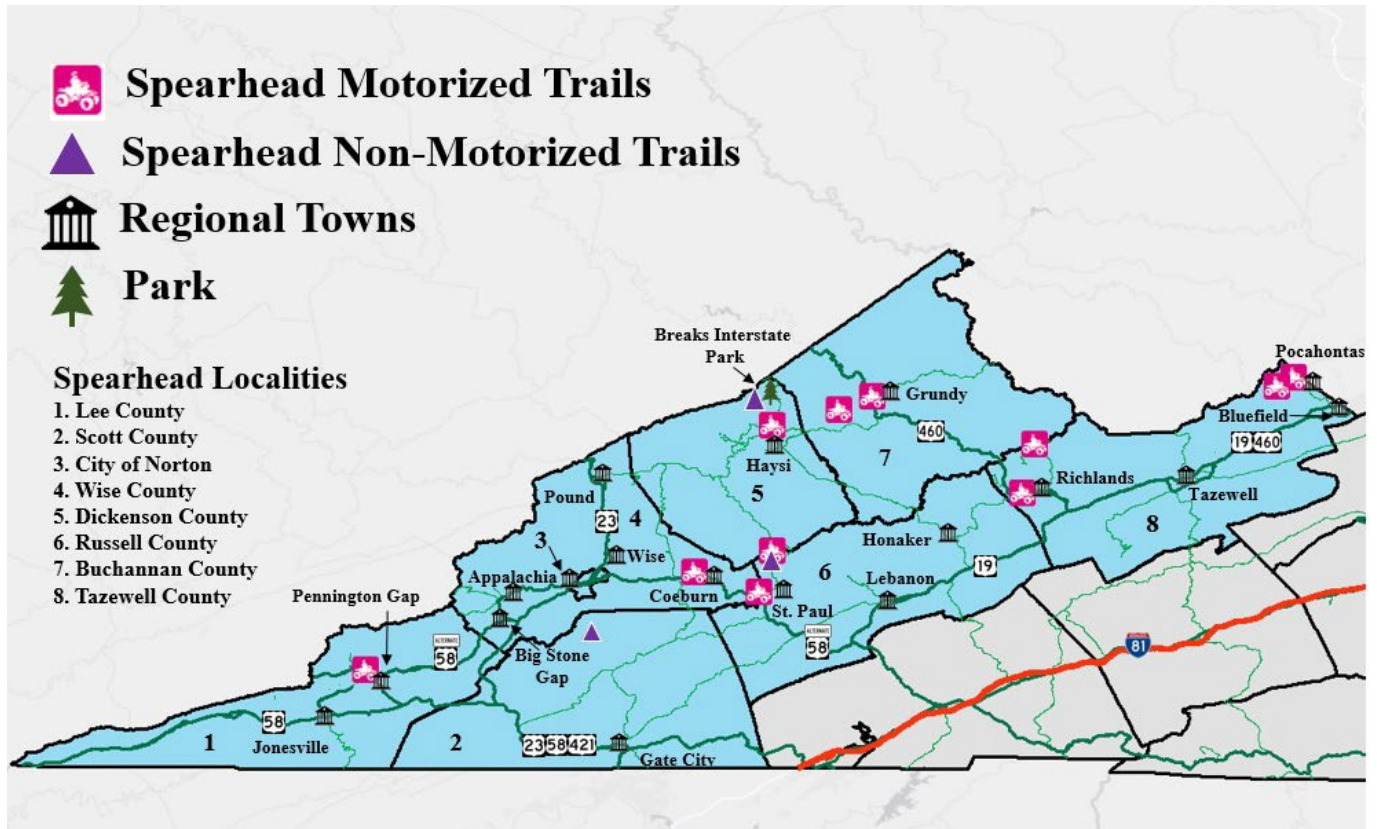 Spearhead Motorized Trails
Spearhead Non-Motorized Trails
Regional Towns
Park
Spearhead Localities
1. Lee County
2. Scott County
3. City of Norton
4. Wise County
5. Dickenson County
6. Russell County
7. Buchannan County
8. Tazewell County
Breaks Interstate
Park
Pocahontas
Grundy
Bluefield
460
19 460
Haysi
7
Richlands
Tazewell
Pound
5
8
23
4
Honaker
3
Wise
19
Appalachia
6
Lebanon
Coeburn
St. Paul
Pennington Gap
ALTERNATE
58
ALTERNATE
58
Big Stone
Gap
81
58
Jonesville
1
2
23 58 421
Gate City